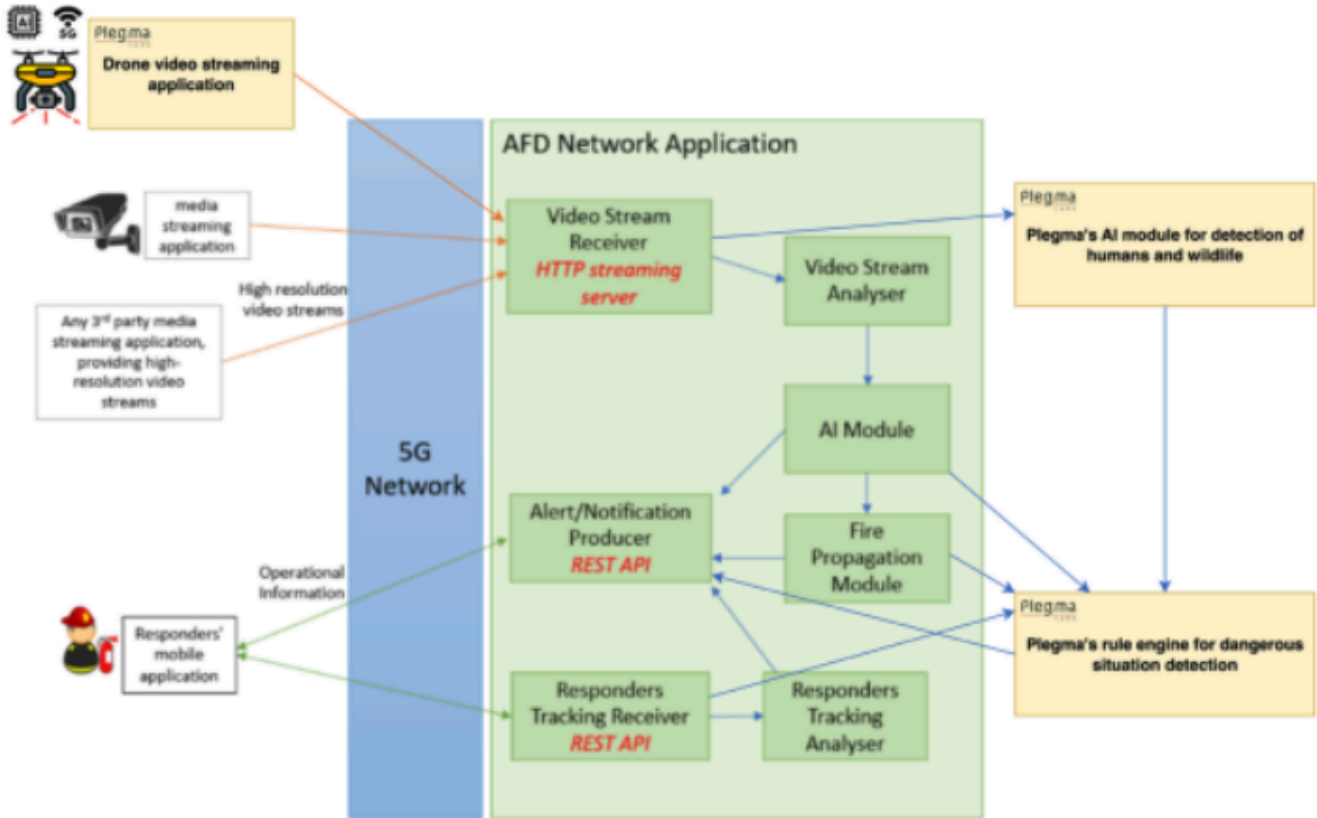 AI
5G
Plegma
LABS
Drone video streaming
application
AFD Network Application
media
streaming
application
Video Stream
Receiver
HTTP streaming
server
Plegma
Plegma's AI module for detection of
humans and wildlife
Video Stream
Analyser
High resolution
video streams
Any 3rd party media
streaming application,
providing high-
resolution video
streams
AI Module
5G
Network
Alert/Notification
Producer
REST API
Fire
Propagation
Module
Operational
Information
Plegma
Plegma's rule engine for dangerous
situation detection
Responders'
mobile
application
Responders
Tracking Receiver
REST API
Responders
Tracking
Analyser